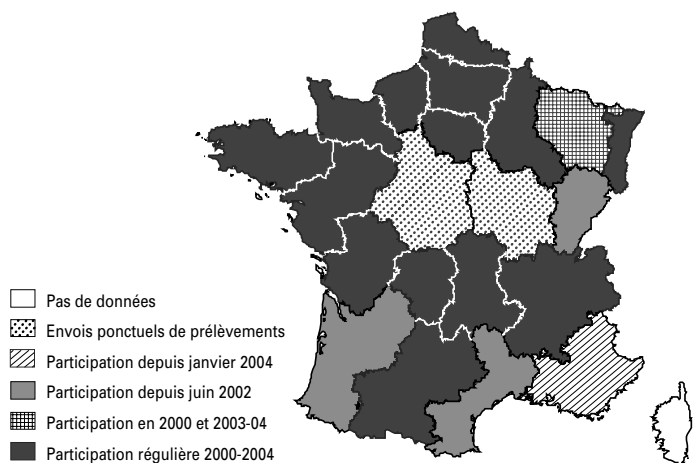 Pas de données
Envois ponctuels de prélèvements
Participation depuis janvier 2004
Participation depuis juin 2002
Participation en 2000 et 2003-04
Participation régulière 2000-2004